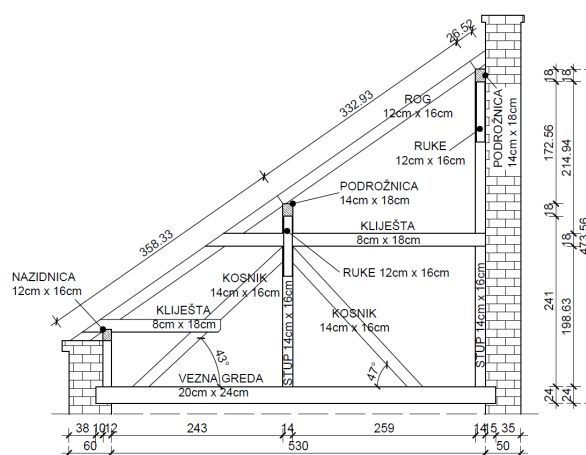 26.52
332.93
358.33
ROG
12cm x 16cm
RUKE
12cm x 16cm
PODROŽNICA
14cm x 18cm
PODROŽNICA
14cm x 18cm
KLIJEŠTA
8cm x 18cm
RUKE 12cm x 16cm
NAZIDNICA
12cm x 16cm
KOSNIK
14cm x 16cm
KLIJEŠTA
8cm x 18cm
KOSNIK
14cm x 16cm
STUP 14cm x 16cm
STUP 14cm x 16cm
43°
47°
VEZNA GREDA
20cm x 24cm
18
172.56
18
241
24
18
214.94
18
198.63
24
473.56
38 10 12 243 14 259 14 15 35
60 530 50